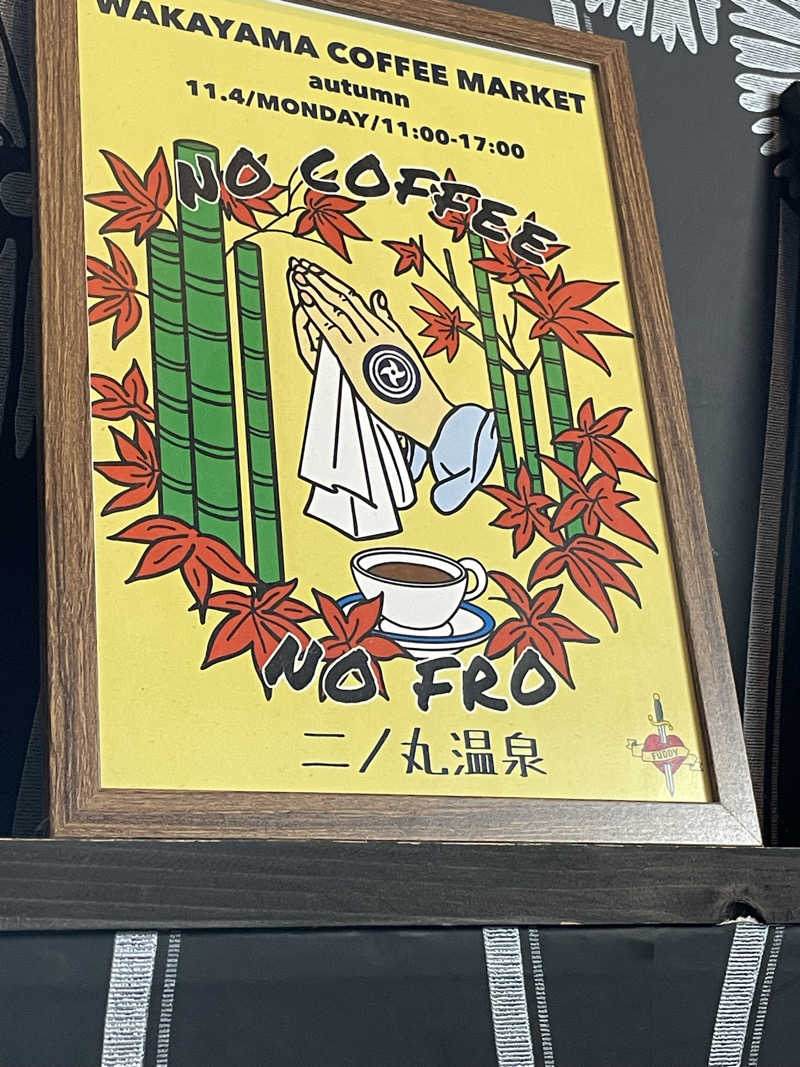 WAKAYAMA COFFEE MARKET
autumn
11.4/MONDAY/11:00-17:00
NO COFFEE
NO FRO
二ノ丸温泉
FUDDY